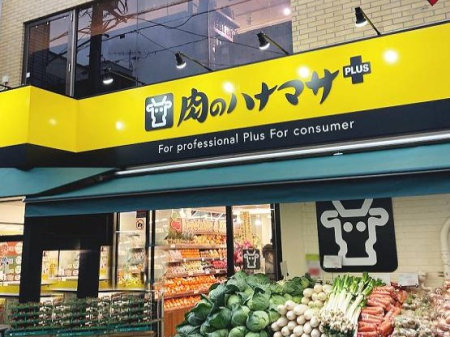 肉のハナマサ PLUS
For professional Plus For consumer